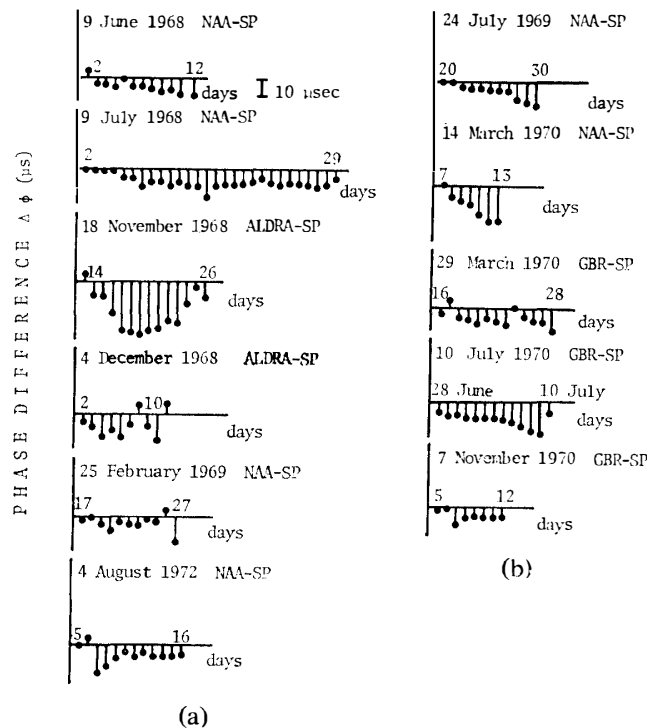 PHASE DIFFERENCE Δ ϕ (μs)
9 June 1968 NAA-SP
2 12
days
10 μsec
9 July 1968 NAA-SP
2 29
days
18 November 1968 ALDRA-SP
14 26
days
4 December 1968 ALDRA-SP
2 10
days
25 February 1969 NAA-SP
17 27
days
4 August 1972 NAA-SP
5 16
days
(a)
24 July 1969 NAA-SP
20 30
days
14 March 1970 NAA-SP
7 13
days
29 March 1970 GBR-SP
16 28
days
10 July 1970 GBR-SP
28 June 10 July
days
7 November 1970 GBR-SP
5 12
days
(b)